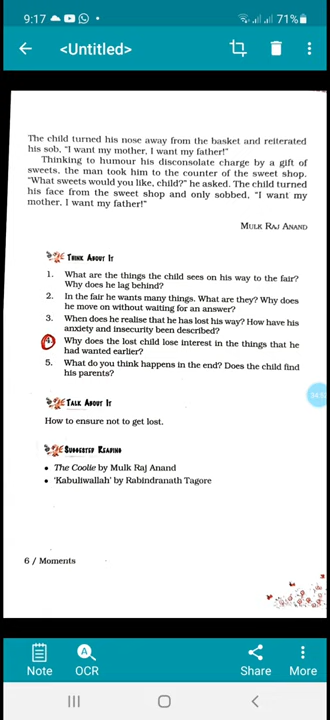 9:17 71%
<Untitled>
The child turned his nose away from the basket and reiterated
his sob, "I want my mother, I want my father!"
Thinking to humour his disconsolate charge by a gift of
sweets, the man took him to the counter of the sweet shop.
"What sweets would you like, child?" he asked. The child turned
his face from the sweet shop and only sobbed, "I want my
mother, I want my father!"
MULK RAJ ANAND
THINK ABOUT IT
1. What are the things the child sees on his way to the fair?
Why does he lag behind?
2. In the fair he wants many things. What are they? Why does
he move on without waiting for an answer?
3. When does he realise that he has lost his way? How have his
anxiety and insecurity been described?
4. Why does the lost child lose interest in the things that he
had wanted earlier?
5. What do you think happens in the end? Does the child find
his parents?
TALK ABOUT IT
How to ensure not to get lost.
SUGGESTED READING
• The Coolie by Mulk Raj Anand
• 'Kabuliwallah' by Rabindranath Tagore
6 / Moments
A
Note OCR Share More